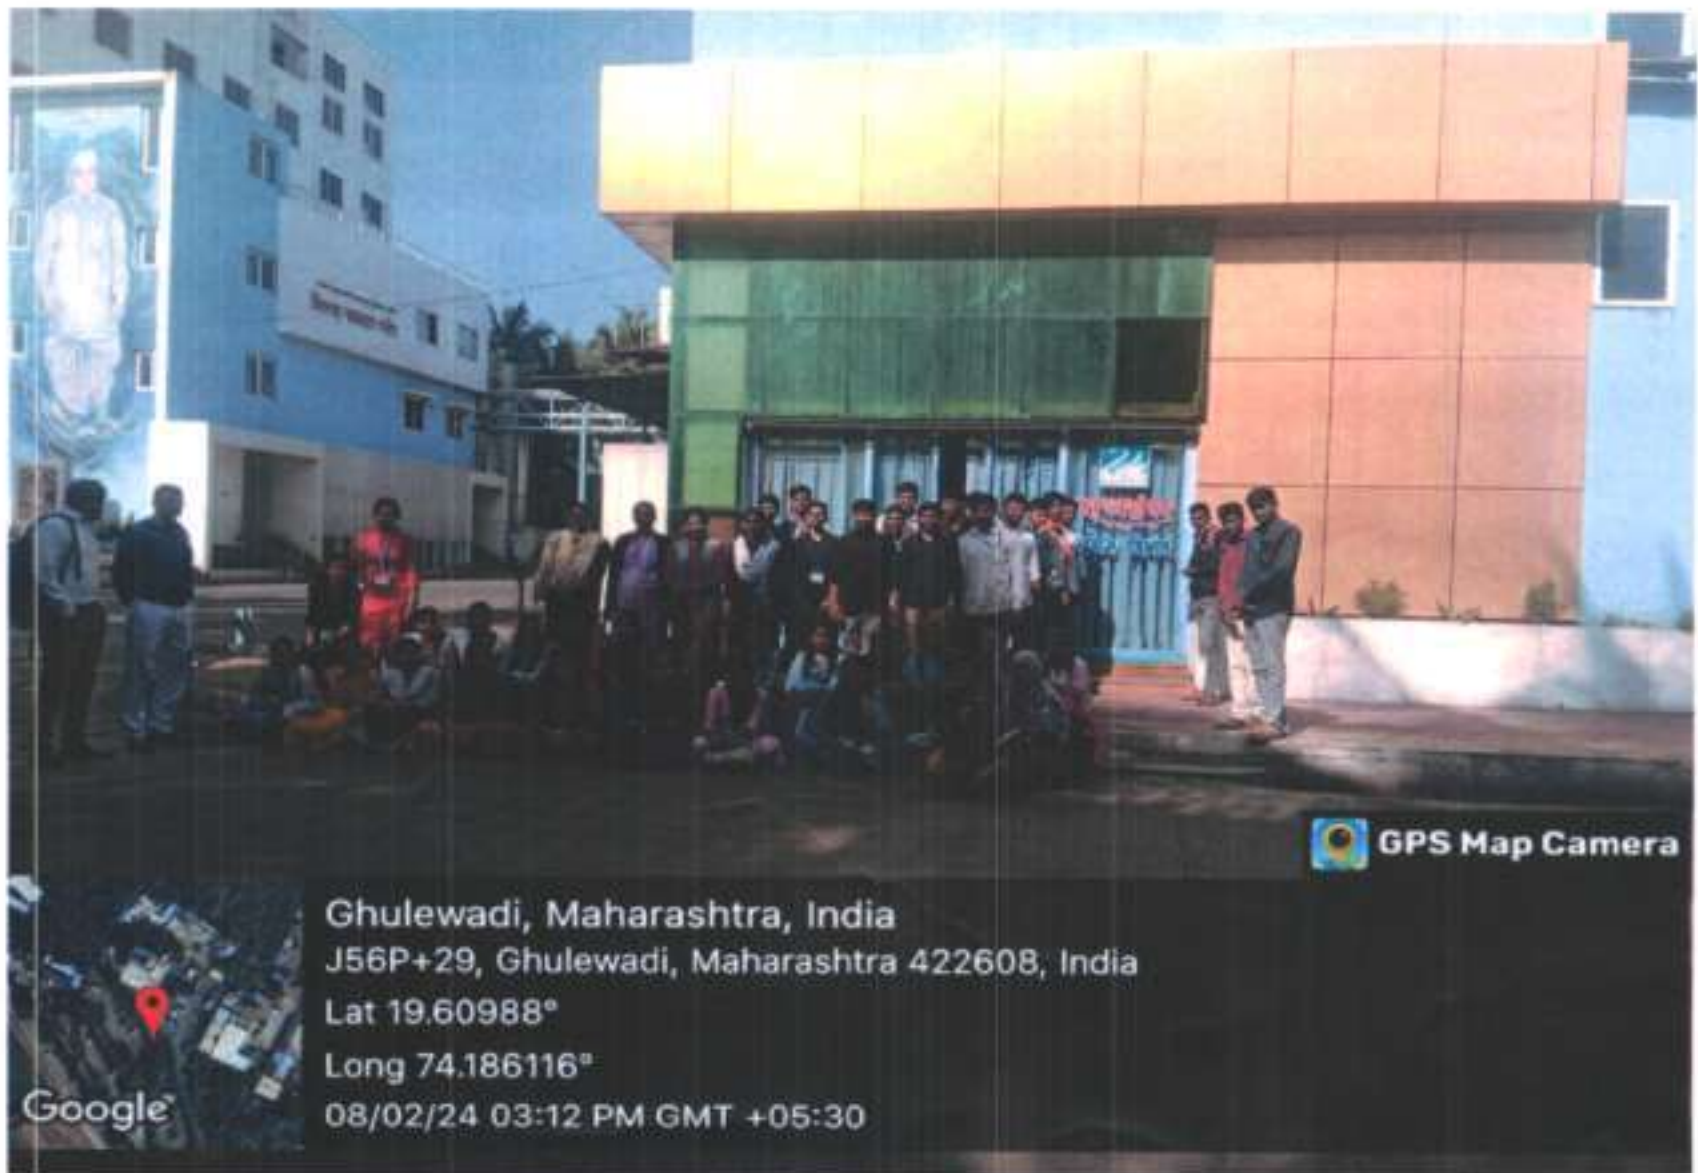 GPS Map Camera
Ghulewadi, Maharashtra, India
J56P+29, Ghulewadi, Maharashtra 422608, India
Lat 19.60988°
Long 74.186116°
08/02/24 03:12 PM GMT +05:30
Google